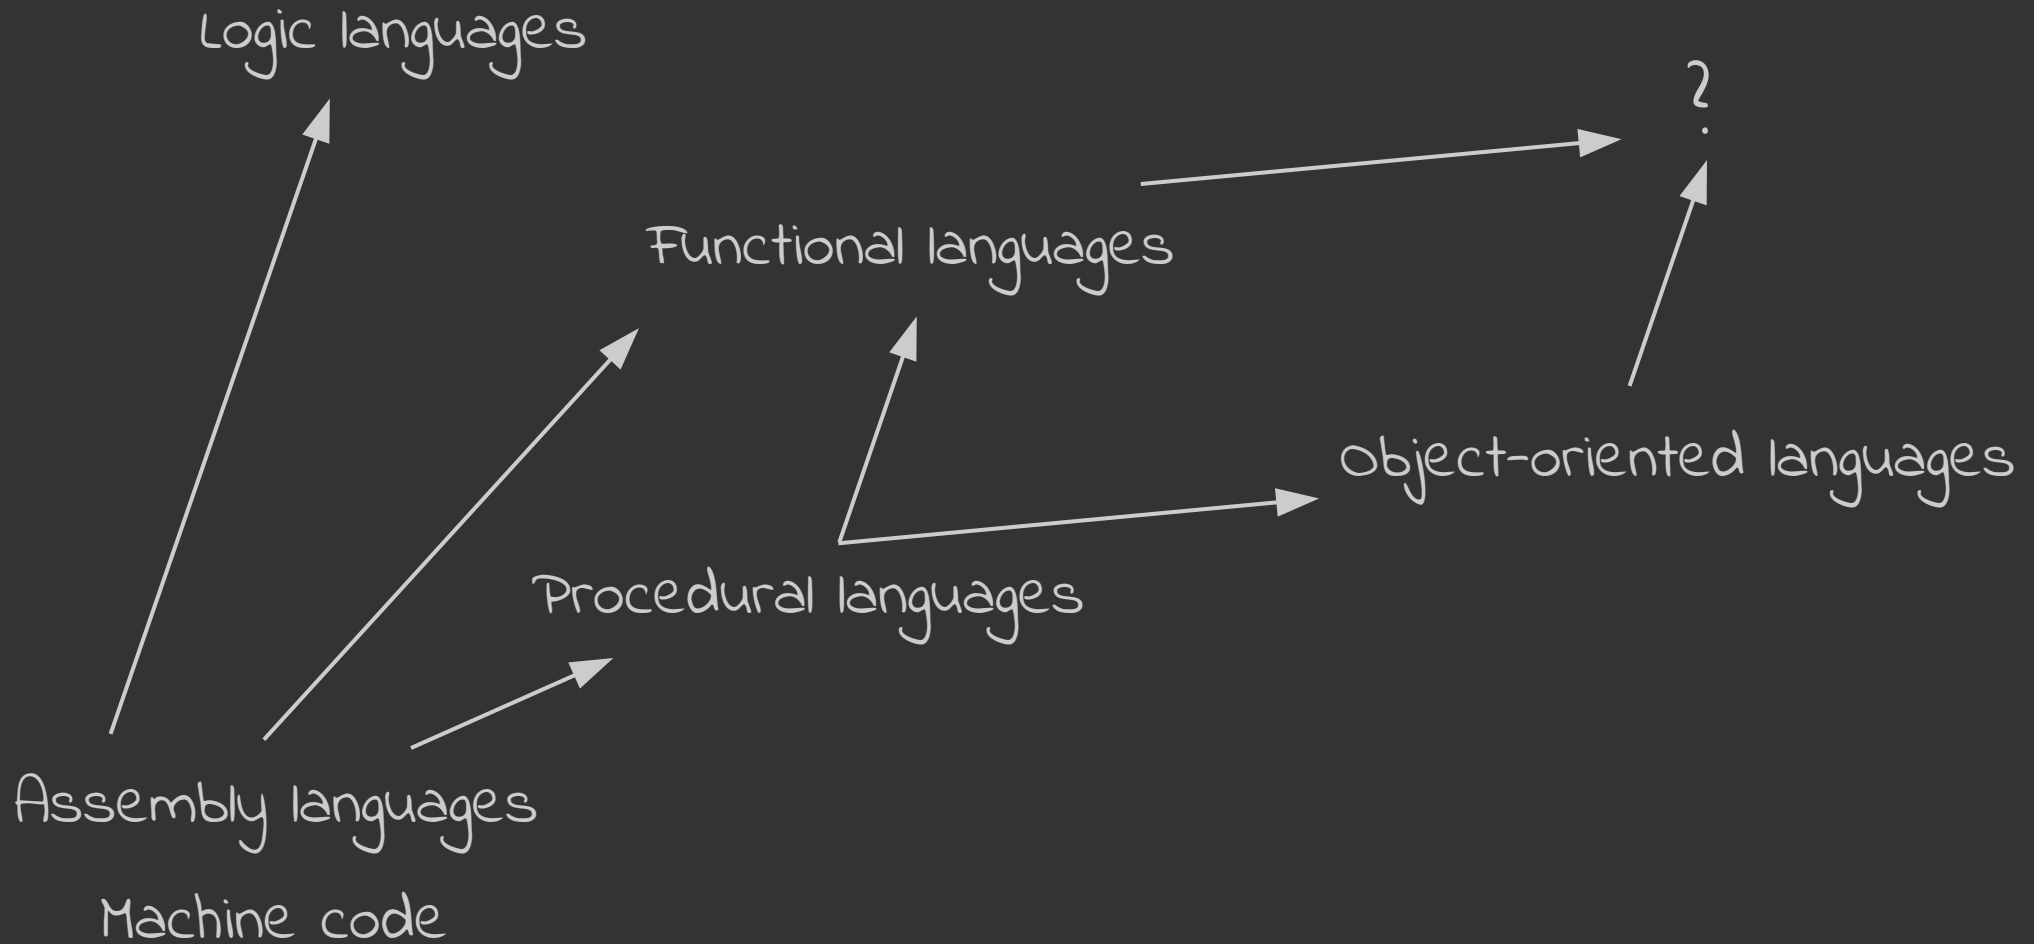 Logic languages
?
Functional languages
Object-oriented languages
Procedural languages
Assembly languages
Machine code